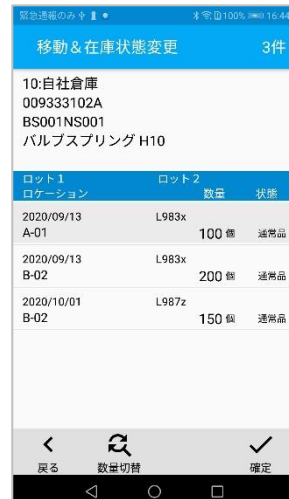 緊急通報のみ 100% 16:44
移動&在庫状態変更 3件
10:自社倉庫
009333102A
BS001NS001
バルブスプリング H10
ロット1 ロット2
ロケーション 数量 状態
2020/09/13 L983x
A-01 100 個 通常品
2020/09/13 L983x
B-02 200 個 通常品
2020/10/01 L987z
B-02 150 個 通常品
戻る 数量切替 確定